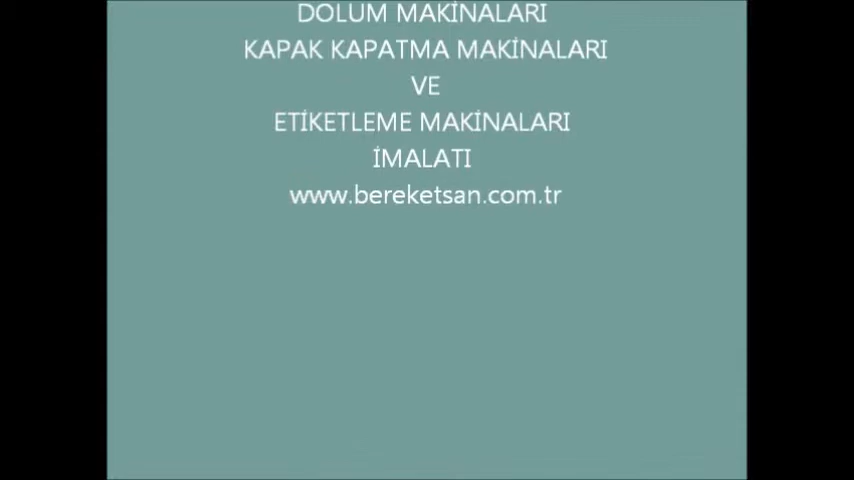 DOLUM MAKİNALARI
KAPAK KAPATMA MAKİNALARI
VE
ETİKETLEME MAKİNALARI
İMALATI
www.bereketsan.com.tr